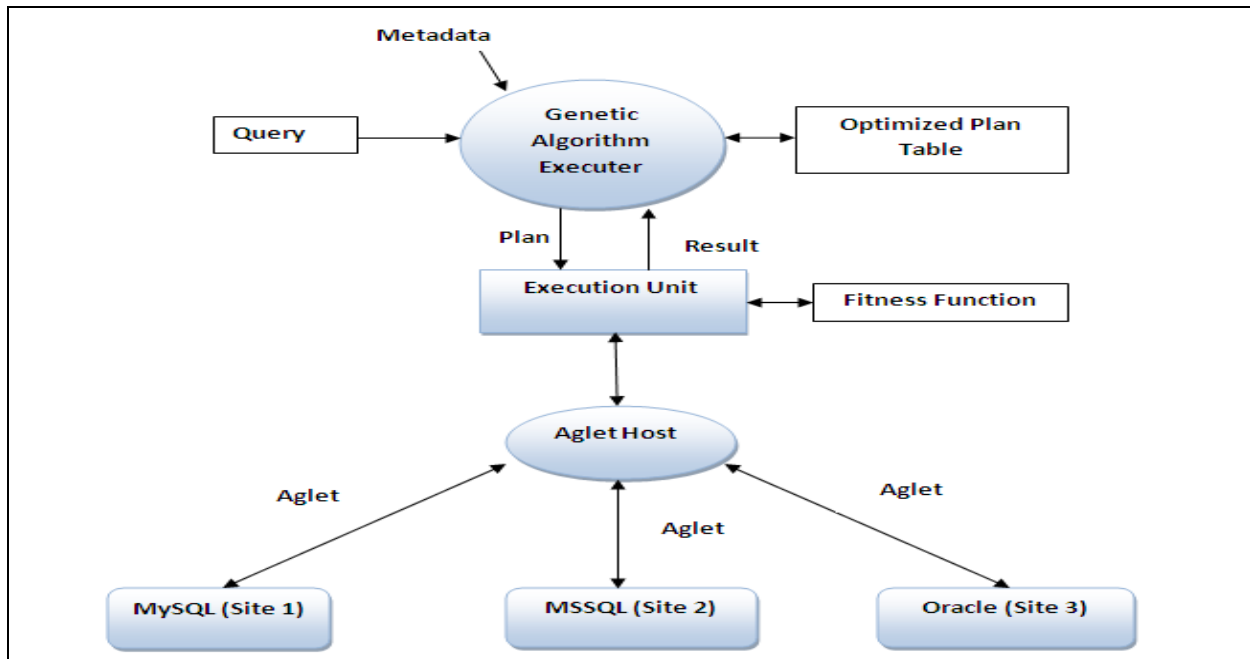 Metadata
Genetic
Algorithm
Executer
Query
Optimized Plan
Table
Plan
Result
Execution Unit
Fitness Function
Aglet Host
Aglet
Aglet
Aglet
MySQL (Site 1)
MSSQL (Site 2)
Oracle (Site 3)